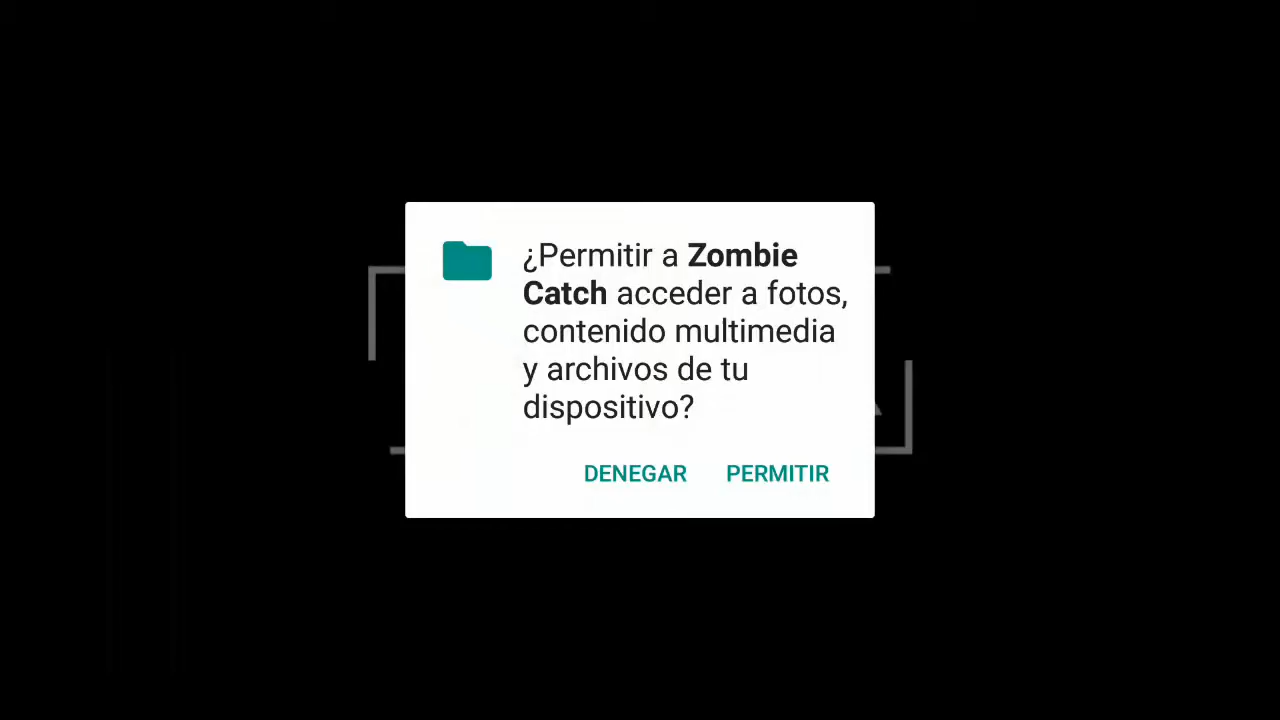 ¿Permitir a Zombie
Catch acceder a fotos,
contenido multimedia
y archivos de tu
dispositivo?
DENEGAR PERMITIR